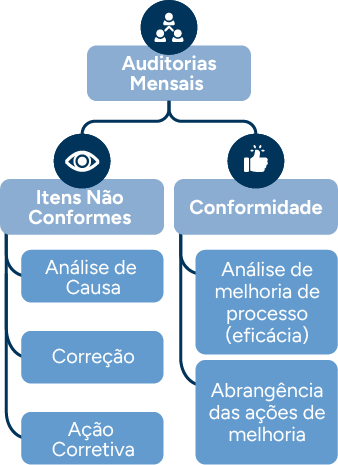 Auditorias
Mensais
Itens Não
Conformes
Análise de
Causa
Correção
Ação
Corretiva
Conformidade
Análise de
melhoria de
processo
(eficácia)
Abrangência
das ações de
melhoria